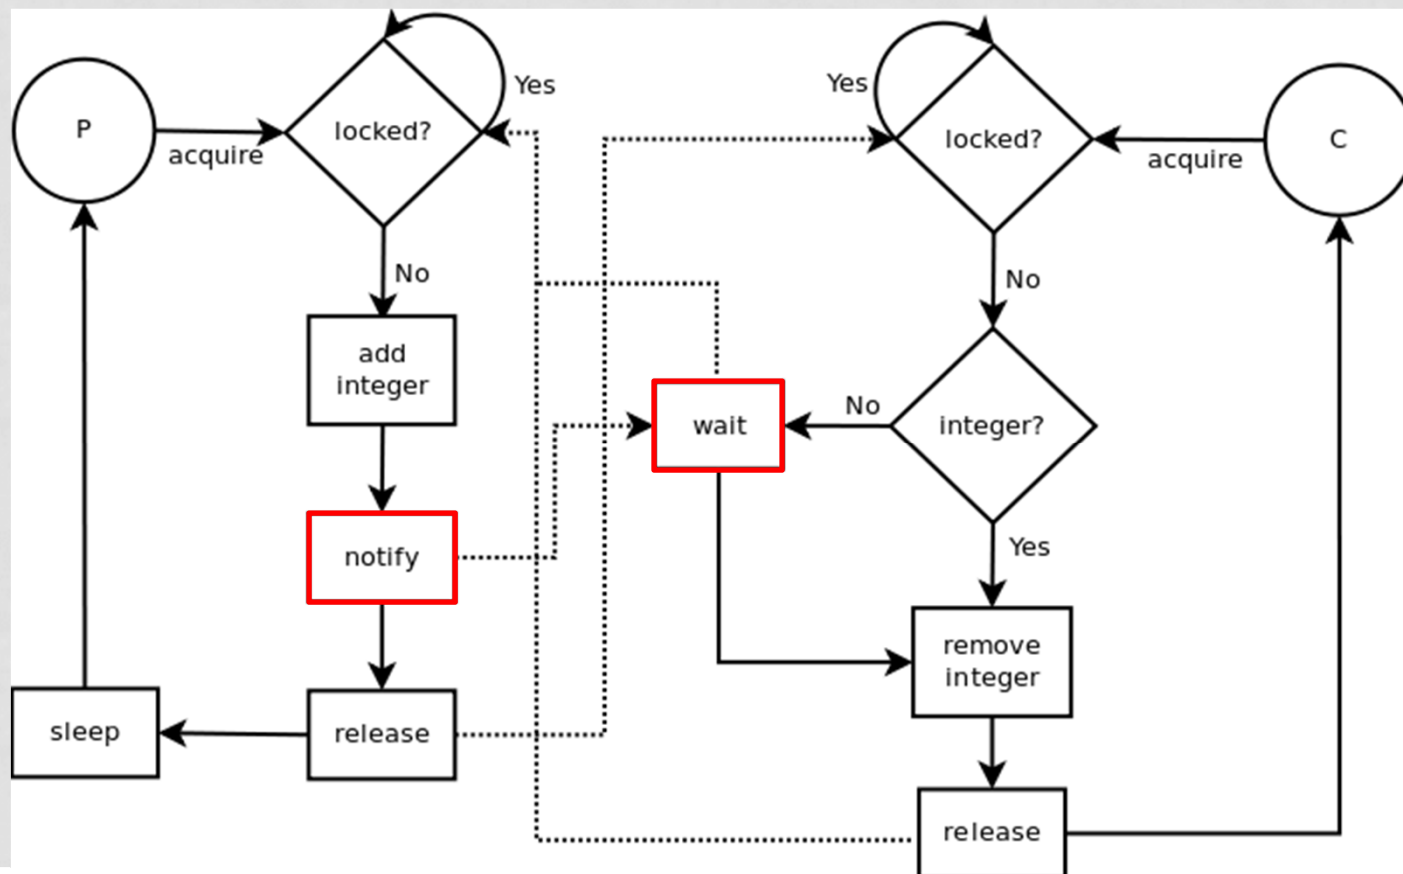 Yes
Yes
P
locked?
locked?
C
acquire
acquire
No
No
add
integer
No
wait
integer?
notify
Yes
remove
integer
sleep
release
release